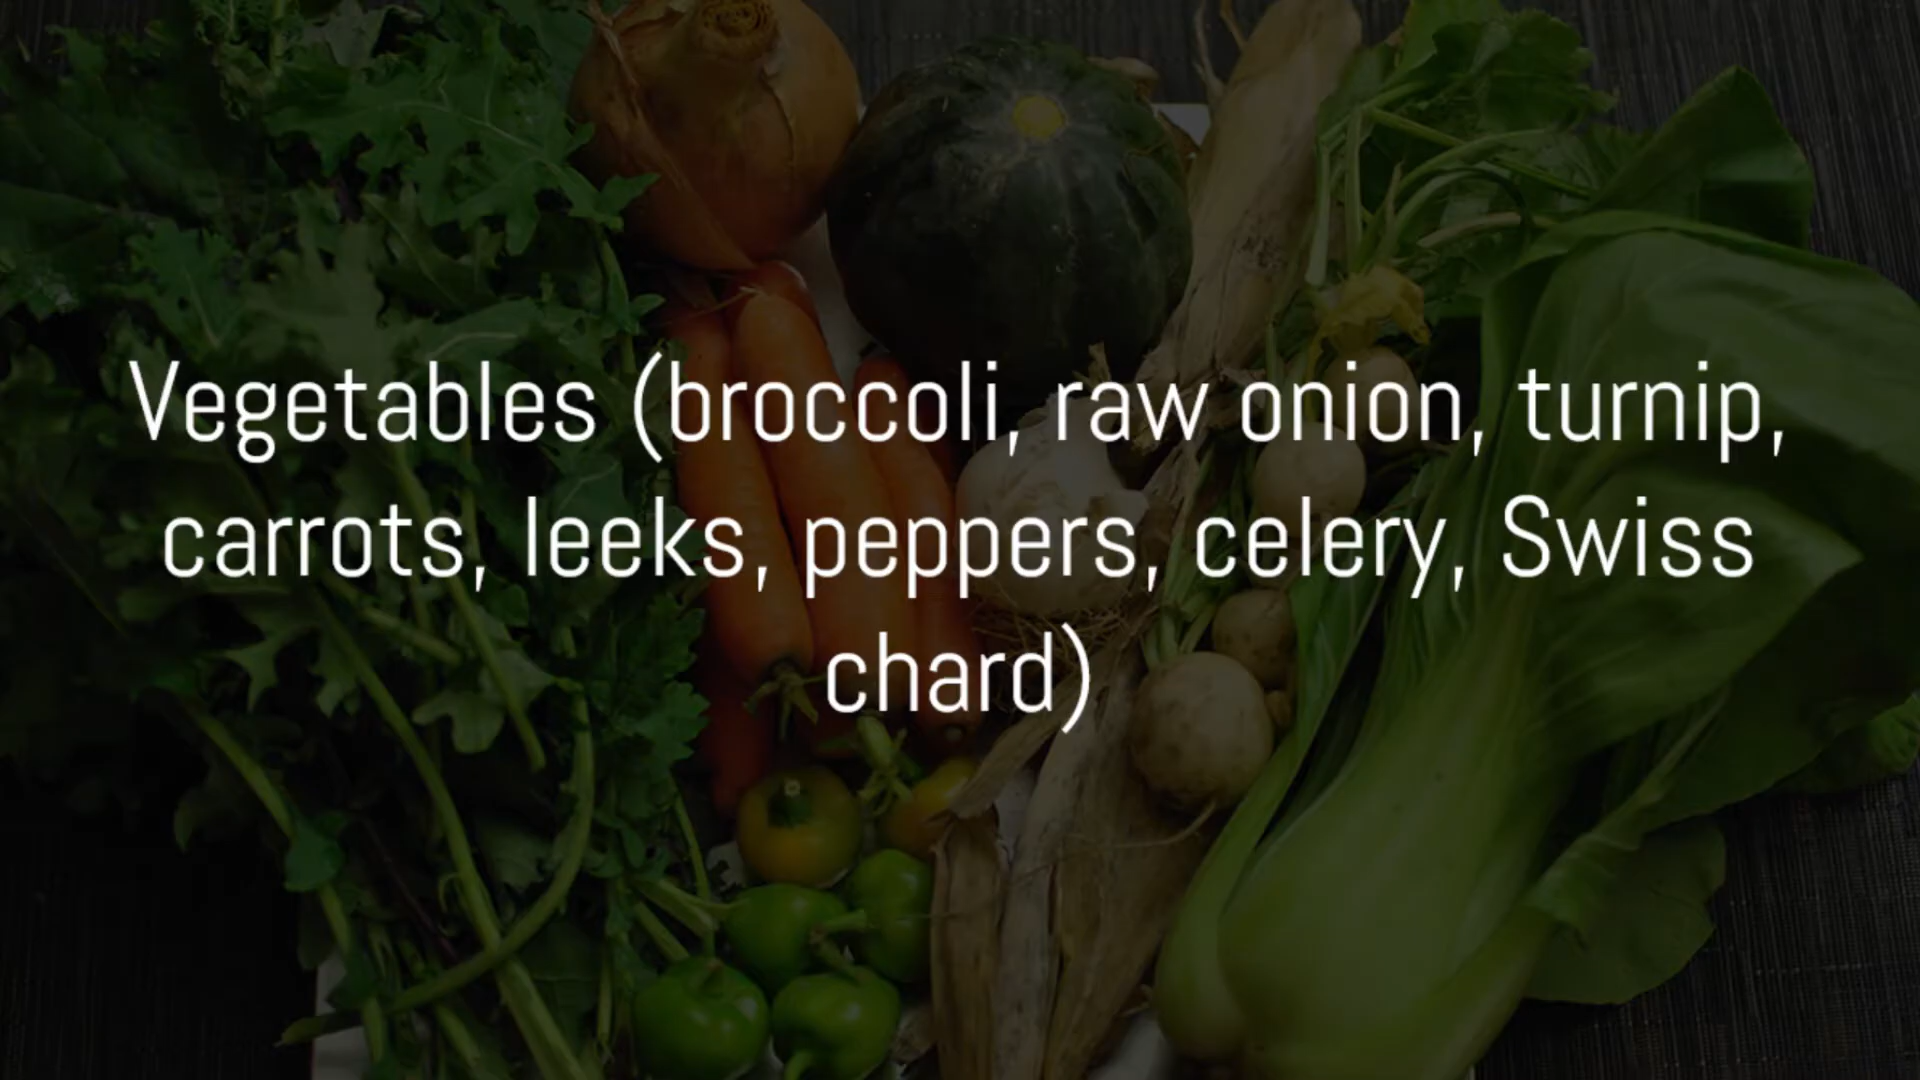 Vegetables (broccoli, raw onion, turnip,
carrots, leeks, peppers, celery, Swiss
chard)